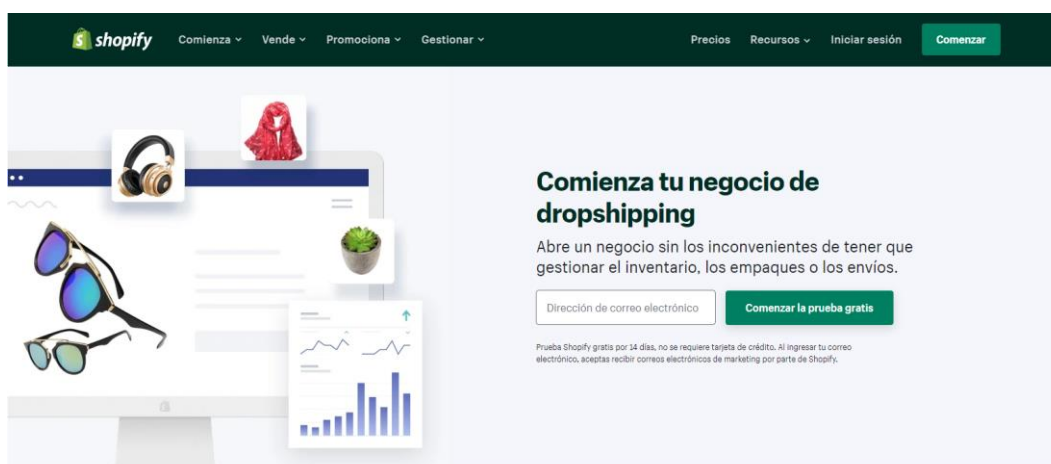 shopify
Comienza
Vende
Promociona
Gestionar
Precios
Recursos
Iniciar sesión
Comenzar
Comienza tu negocio de
dropshipping
Abre un negocio sin los inconvenientes de tener que
gestionar el inventario, los empaques o los envíos.
Dirección de correo electrónico
Comenzar la prueba gratis
Prueba Shopify gratis por 14 días, no se requiere tarjeta de crédito. Al ingresar tu correo
electrónico, aceptas recibir correos electrónicos de marketing por parte de Shopify.